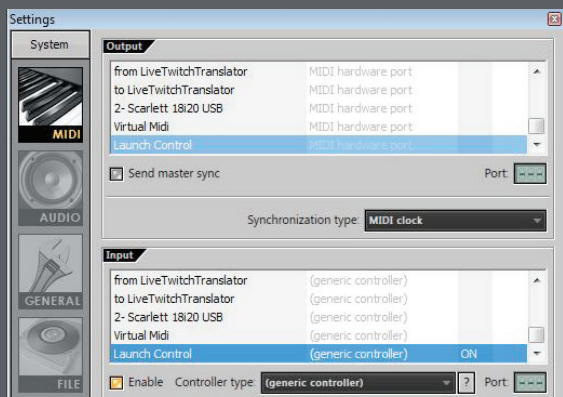 Settings
System
MIDI
AUDIO
GENERAL
FILE
Output
from LiveTwitchTranslator MIDI hardware port
to LiveTwitchTranslator MIDI hardware port
2- Scarlett 18i20 USB MIDI hardware port
Virtual Midi MIDI hardware port
Launch Control MIDI hardware port
Send master sync Port: ---
Synchronization type: MIDI clock
Input
from LiveTwitchTranslator (generic controller)
to LiveTwitchTranslator (generic controller)
2- Scarlett 18i20 USB (generic controller)
Virtual Midi (generic controller)
Launch Control (generic controller) ON
Enable Controller type: (generic controller) ? Port: ---